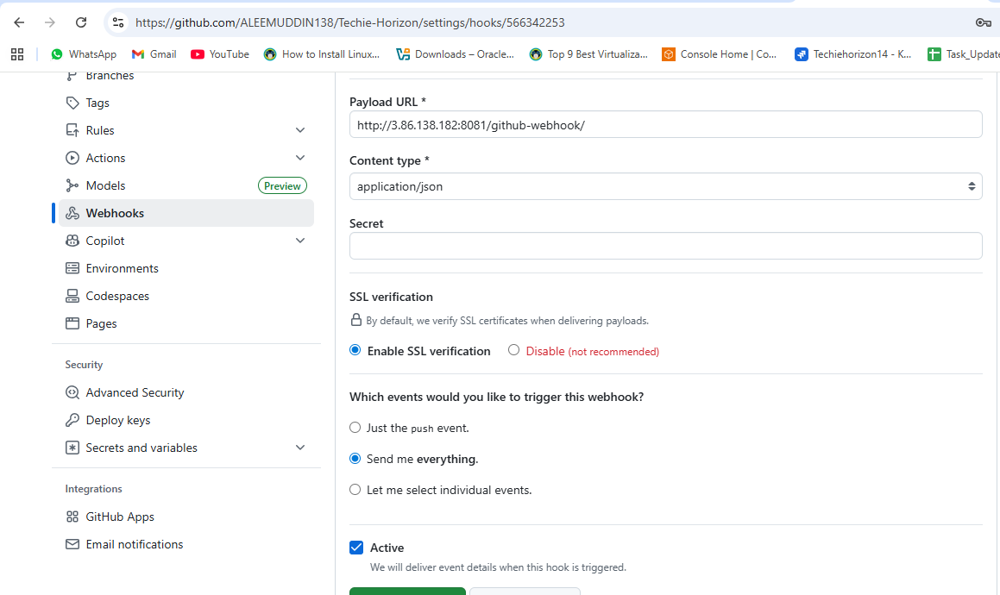 https://github.com/ALEEMUDDIN138/Techie-Horizon/settings/hooks/566342253
WhatsApp
Gmail
YouTube
How to Install Linux...
Downloads – Oracle...
Top 9 Best Virtualiza...
Console Home | Co...
Techiehorizon14 - K...
Task_Update
Branches
Tags
Rules
Actions
Models
Preview
Webhooks
Copilot
Environments
Codespaces
Pages
Security
Advanced Security
Deploy keys
Secrets and variables
Integrations
GitHub Apps
Email notifications
Payload URL *
http://3.86.138.182:8081/github-webhook/
Content type *
application/json
Secret
SSL verification
By default, we verify SSL certificates when delivering payloads.
Enable SSL verification
Disable (not recommended)
Which events would you like to trigger this webhook?
Just the push event.
Send me everything.
Let me select individual events.
Active
We will deliver event details when this hook is triggered.